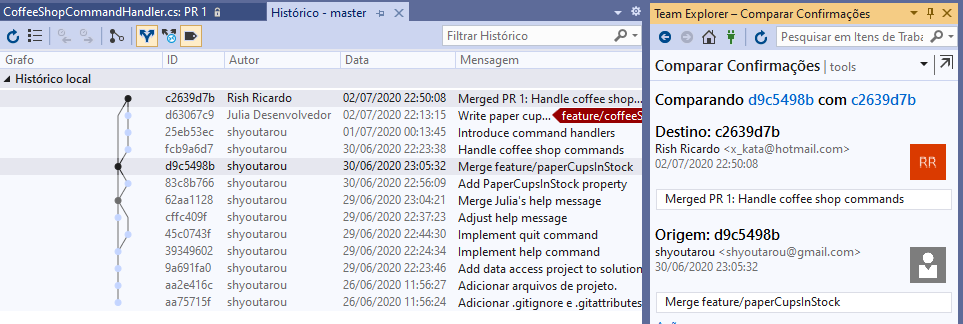 CoffeeShopCommandHandler.cs: PR 1
Histórico - master
Filtrar Histórico
Grafo ID Autor Data Mensagem
Histórico local
c2639d7b Rish Ricardo 02/07/2020 22:50:08 Merged PR 1: Handle coffee shop...
d63067c9 Julia Desenvolvedor 02/07/2020 22:13:15 Write paper cup... feature/coffeeS
25eb53ec shyoutarou 01/07/2020 00:13:45 Introduce command handlers
fcb9a6d7 shyoutarou 30/06/2020 22:23:38 Handle coffee shop commands
d9c5498b shyoutarou 30/06/2020 23:05:32 Merge feature/paperCupsInStock
83c8b766 shyoutarou 30/06/2020 22:56:09 Add PaperCupsInStock property
62aa1128 shyoutarou 29/06/2020 23:04:21 Merge Julia's help message
cffc409f shyoutarou 29/06/2020 22:37:23 Adjust help message
45c0743f shyoutarou 29/06/2020 22:30:44 Implement quit command
39349602 shyoutarou 29/06/2020 22:24:34 Implement help command
9a691fa0 shyoutarou 29/06/2020 22:23:46 Add data access project to solution
aa2e416c shyoutarou 26/06/2020 11:56:27 Adicionar arquivos de projeto.
aa75715f shyoutarou 26/06/2020 11:56:24 Adicionar .gitignore e .gitattributes
Team Explorer – Comparar Confirmações
Pesquisar em Itens de Traba
Comparar Confirmações | tools
Comparando d9c5498b com c2639d7b
Destino: c2639d7b
Rish Ricardo <x_kata@hotmail.com>
02/07/2020 22:50:08
RR
Merged PR 1: Handle coffee shop commands
Origem: d9c5498b
shyoutarou <shyoutarou@gmail.com>
30/06/2020 23:05:32
Merge feature/paperCupsInStock